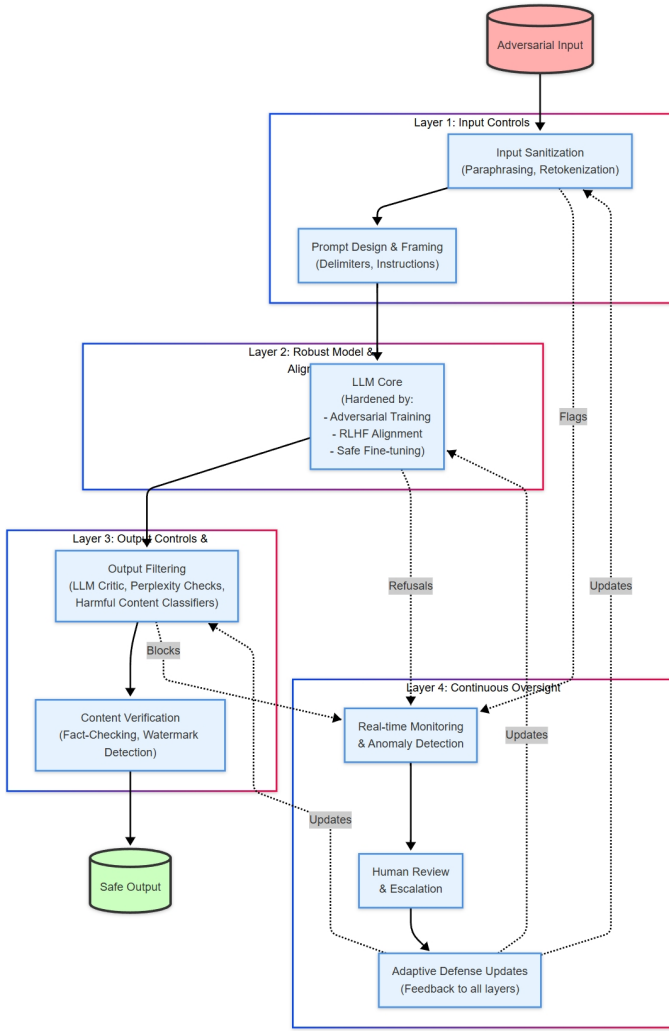 Adversarial Input
Layer 1: Input Controls
Input Sanitization
(Paraphrasing, Retokenization)
Prompt Design & Framing
(Delimiters, Instructions)
Layer 2: Robust Model &
LLM Core
(Hardened by:
- Adversarial Training
- RLHF Alignment
- Safe Fine-tuning)
Flags
Layer 3: Output Controls &
Output Filtering
(LLM Critic, Perplexity Checks,
Harmful Content Classifiers)
Refusals
Updates
Blocks
Layer 4: Continuous Oversight
Content Verification
(Fact-Checking, Watermark
Detection)
Real-time Monitoring
& Anomaly Detection
Updates
Updates
Safe Output
Human Review
& Escalation
Adaptive Defense Updates
(Feedback to all layers)